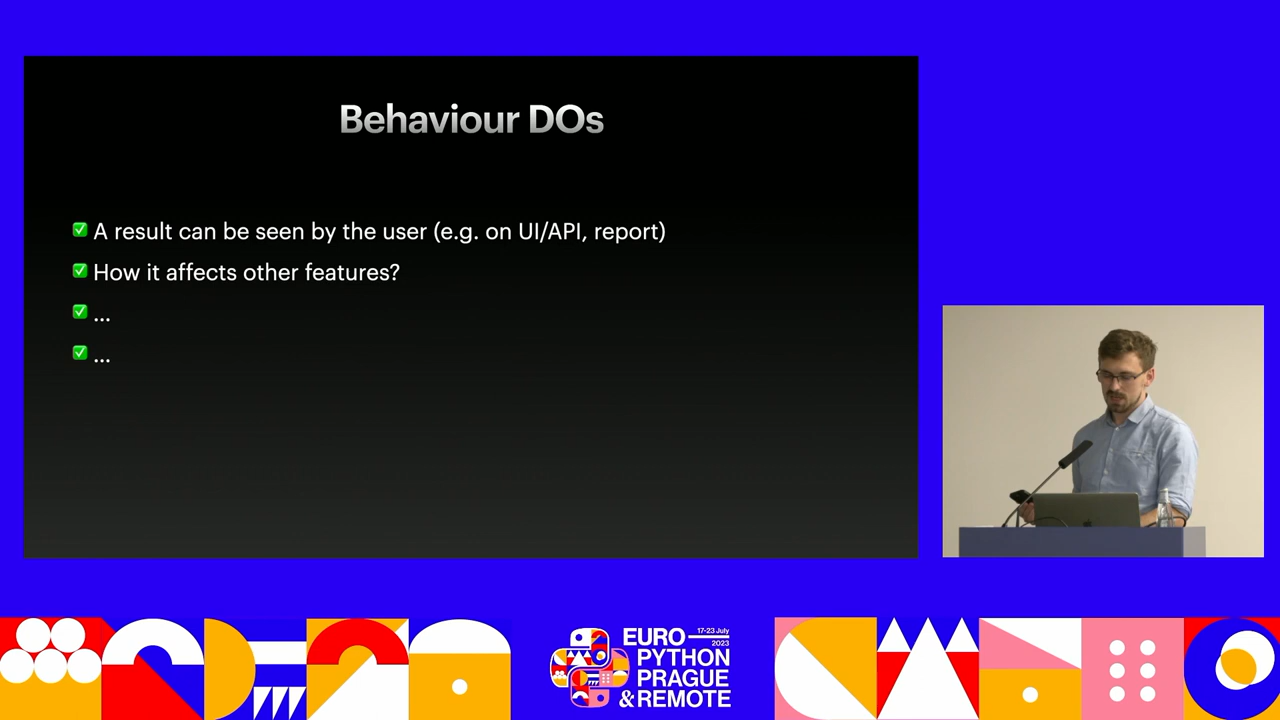 Behaviour DOs
✅ A result can be seen by the user (e.g. on UI/API, report)
✅ How it affects other features?
✅ ...
✅ ...
EURO 17-23 July
2023
PYTHON
PRAGUE
& REMOTE